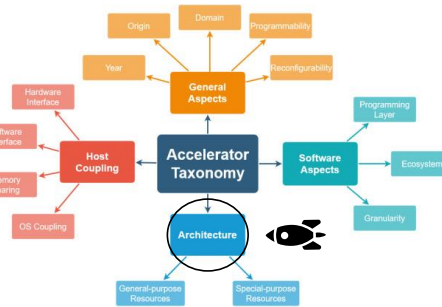 Domain
Origin
Programmability
Year
Reconfigurability
General
Aspects
Hardware
Interface
Programming
Layer
Host
Coupling
Accelerator
Taxonomy
Software
Aspects
Ecosystem
OS Coupling
Architecture
Granularity
General-purpose
Resources
Special-purpose
Resources